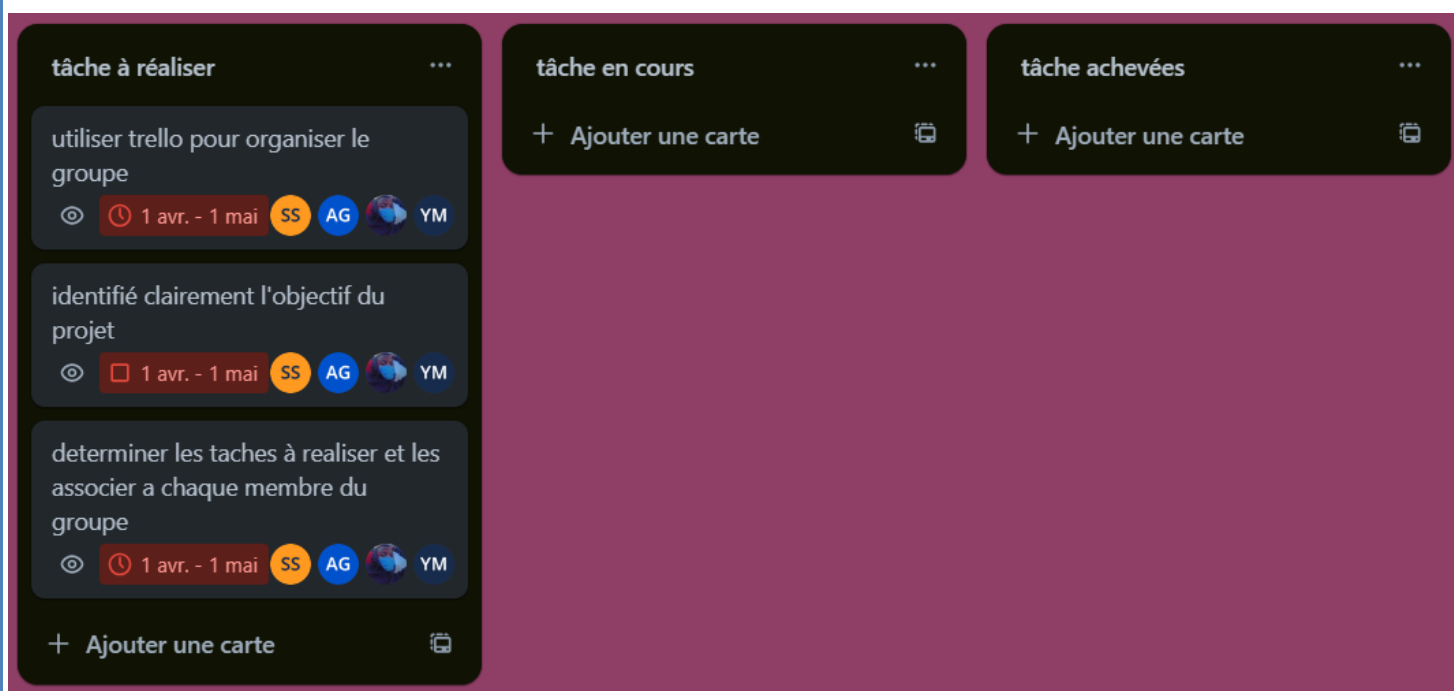 tâche à réaliser
utiliser trello pour organiser le
groupe
1 avr. - 1 mai SS AG YM
identifié clairement l'objectif du
projet
1 avr. - 1 mai SS AG YM
determiner les taches à realiser et les
associer a chaque membre du
groupe
1 avr. - 1 mai SS AG YM
+ Ajouter une carte
tâche en cours
+ Ajouter une carte
tâche achevées
+ Ajouter une carte